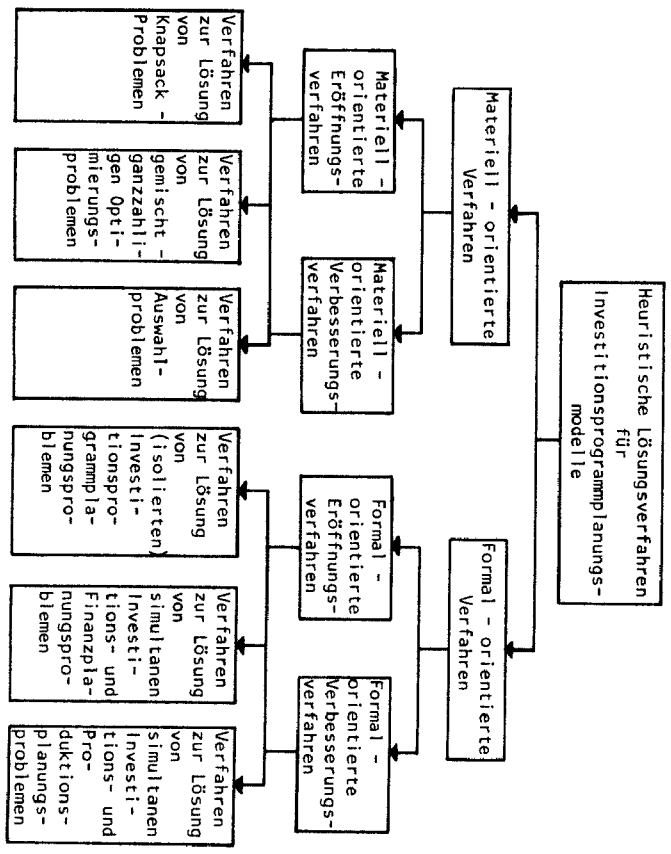 Heuristische Lösungsverfahren
für
Investitionsprogrammplanungs-
modelle
Materiell - orientierte
Verfahren
Formal - orientierte
Verfahren
Materiell -
orientierte
Eröffnungs-
verfahren
Materiell -
orientierte
Verbesserungs-
verfahren
Formal -
orientierte
Eröffnungs-
verfahren
Formal -
orientierte
Verbesserungs-
verfahren
Verfahren
zur Lösung
von
Knapsack -
Problemen
Verfahren
zur Lösung
von
gemischt -
ganzzahli-
gen Opti-
mierungs-
problemen
Verfahren
zur Lösung
von
Auswahl-
problemen
Verfahren
zur Lösung
von
(isolierten)
Investi-
tionspro-
grammpla-
nungspro-
blemen
Verfahren
zur Lösung
von
simultanen
Investi-
tions- und
Finanzpla-
nungspro-
blemen
Verfahren
zur Lösung
von
simultanen
Investi-
tions- und
Pro-
duktions-
planungs-
problemen